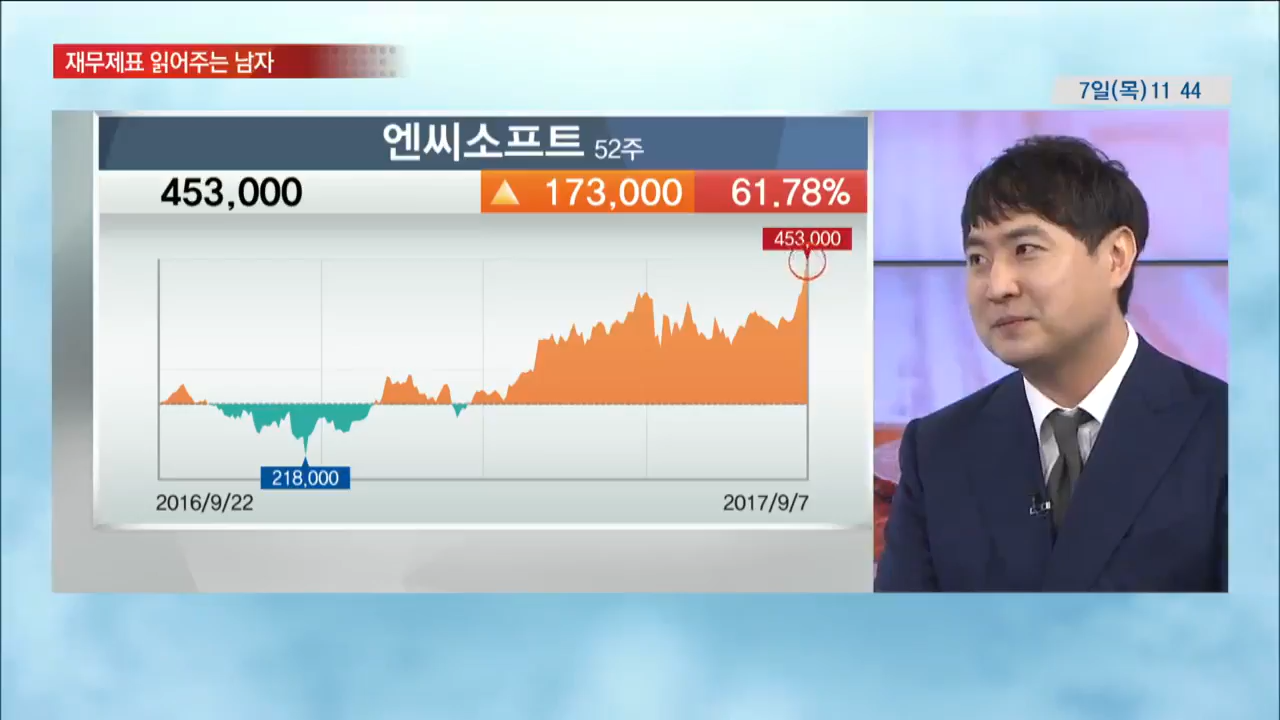 재무제표 읽어주는 남자
7일(목) 11 44
엔씨소프트 52주
453,000 ▲ 173,000 61.78%
453,000
218,000
2016/9/22 2017/9/7